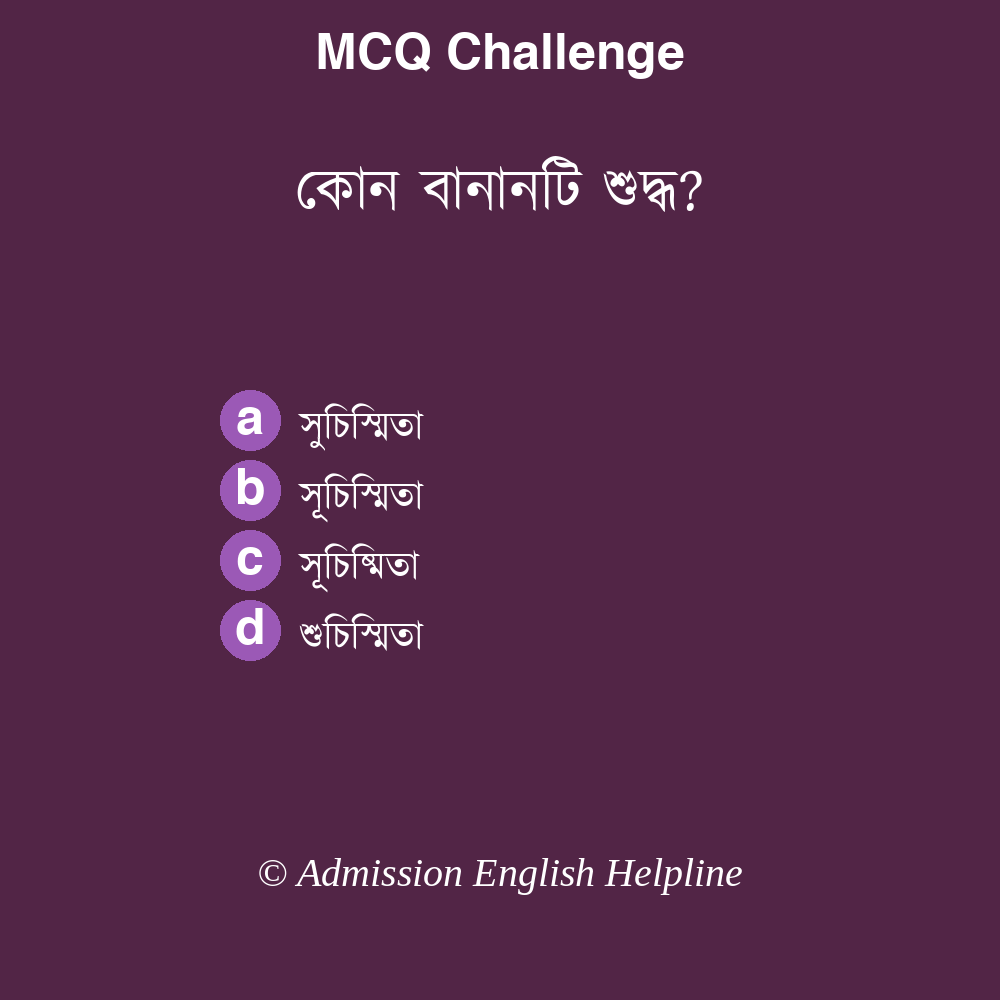 MCQ Challenge
কোন বানানটি শুদ্ধ?
a সুচিস্মিতা
b সূচিস্মিতা
c সূচিষ্মিতা
d শুচিস্মিতা
© Admission English Helpline